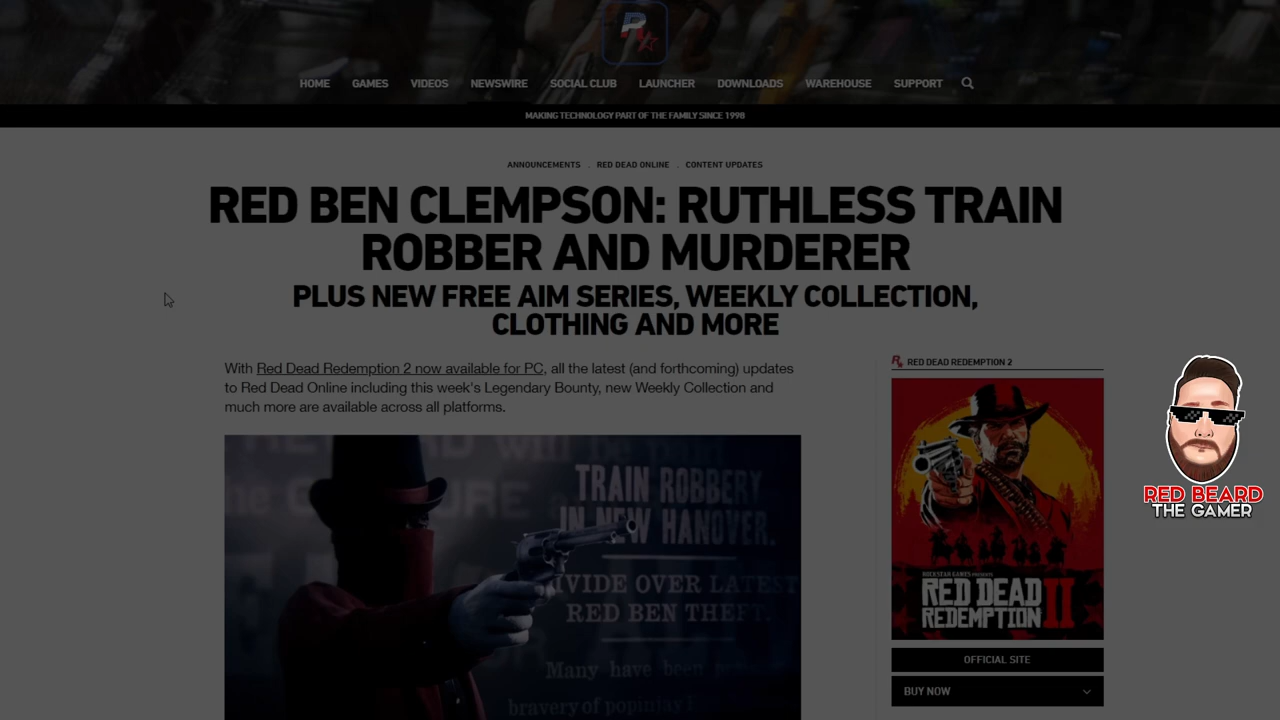 HOME GAMES VIDEOS NEWSWIRE SOCIAL CLUB LAUNCHER DOWNLOADS WAREHOUSE SUPPORT
MAKING TECHNOLOGY PART OF THE FAMILY SINCE 1998
ANNOUNCEMENTS . RED DEAD ONLINE . CONTENT UPDATES
RED BEN CLEMPSON: RUTHLESS TRAIN
ROBBER AND MURDERER
PLUS NEW FREE AIM SERIES, WEEKLY COLLECTION,
CLOTHING AND MORE
With Red Dead Redemption 2 now available for PC, all the latest (and forthcoming) updates
to Red Dead Online including this week's Legendary Bounty, new Weekly Collection and
much more are available across all platforms.
TRAIN ROBBERY
IN NEW HANOVER.
IVIDE OVER LATEST
RED BEN THEFT.
Many have been
bravery of popinjay
RED DEAD REDEMPTION 2
ROCKSTAR GAMES PRESENTS
RED DEAD
REDEMPTION II
OFFICIAL SITE
BUY NOW
RED BEARD
THE GAMER